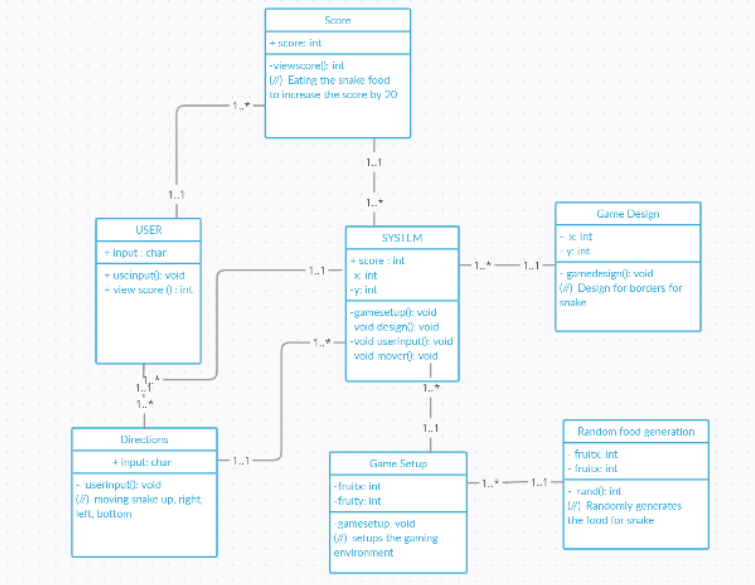 Score
+ score: int
-viewscore(): int
(//) Eating the snake food
to increase the score by 20
1..*
1..1
1..1
1..*
USER
+ input : char
+ useinput(): void
+ view score () : int
SYSTEM
+ score : int
x: int
-y: int
-gamesetup(): void
void design(): void
-void userinput(): void
void mover(): void
Game Design
- x: int
- y: int
- gamedesign(): void
(//) Design for borders for
snake
1..*
1..1
1..1
1..*
1..*
1..1
1..*
1..*
1..1
Directions
+ input: char
- userinput(): void
(//) moving snake up, right,
left, bottom
1..1
Game Setup
-fruitx: int
-fruity: int
-gamesetup. void
(//) setups the gaming
environment
1..*
1..1
Random food generation
- fruitx: int
- fruitx: int
- rand(): int
(//) Randomly generates
the food for snake